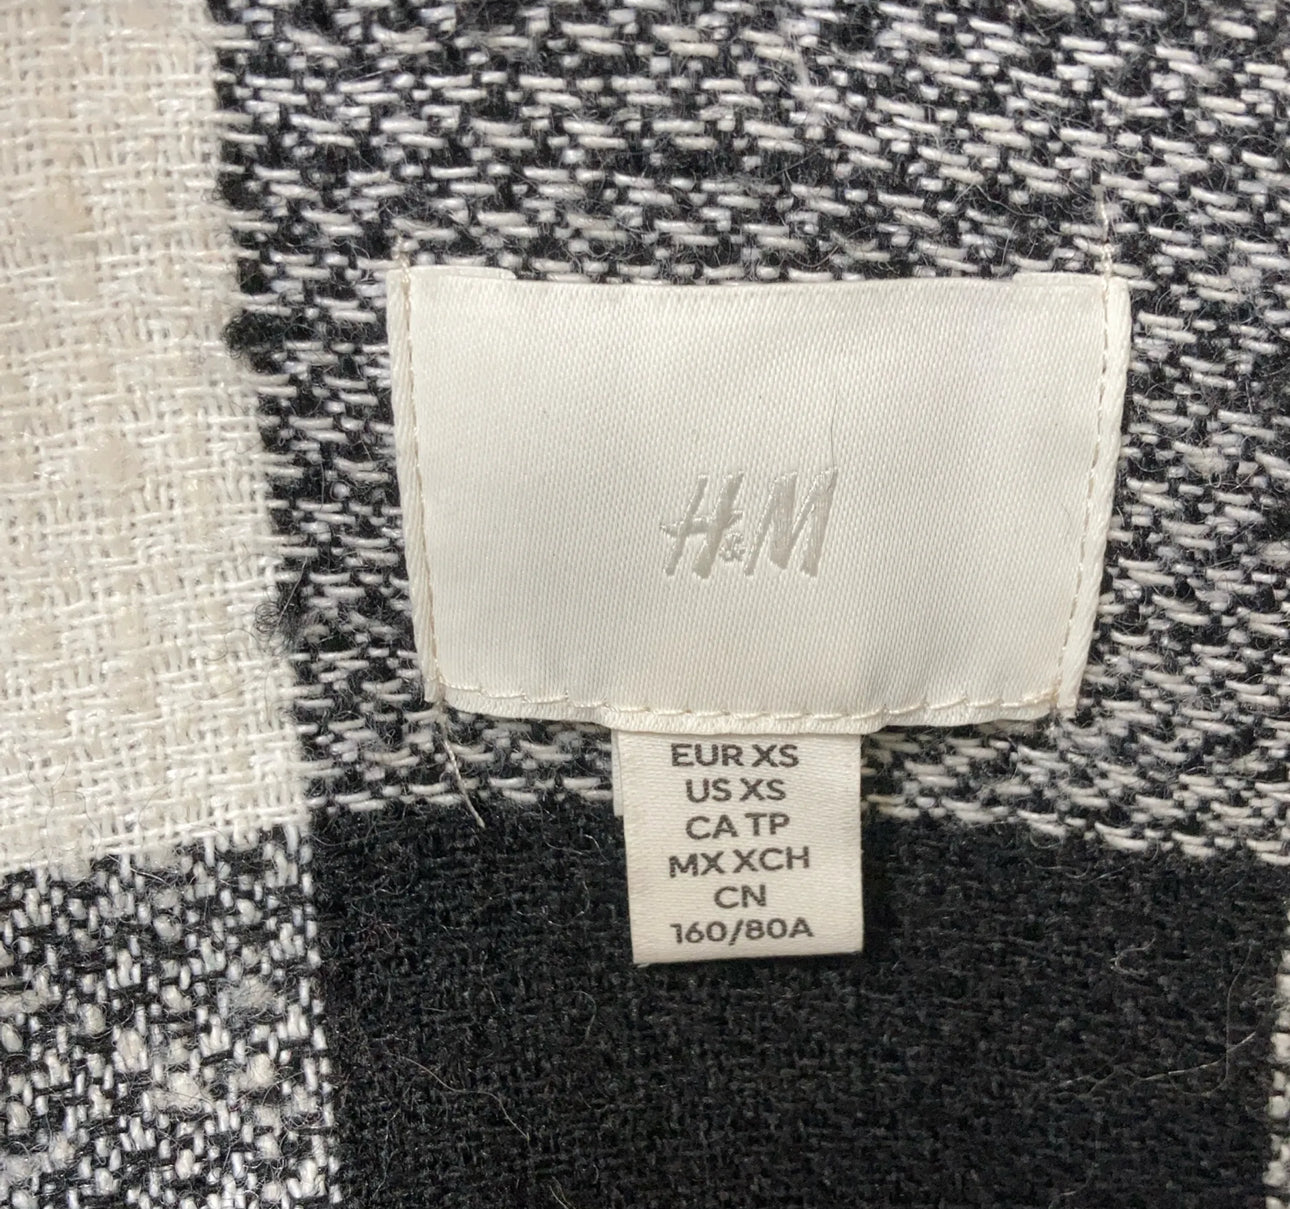 H&M
EUR XS
US XS
CA TP
MX XCH
CN
160/80A